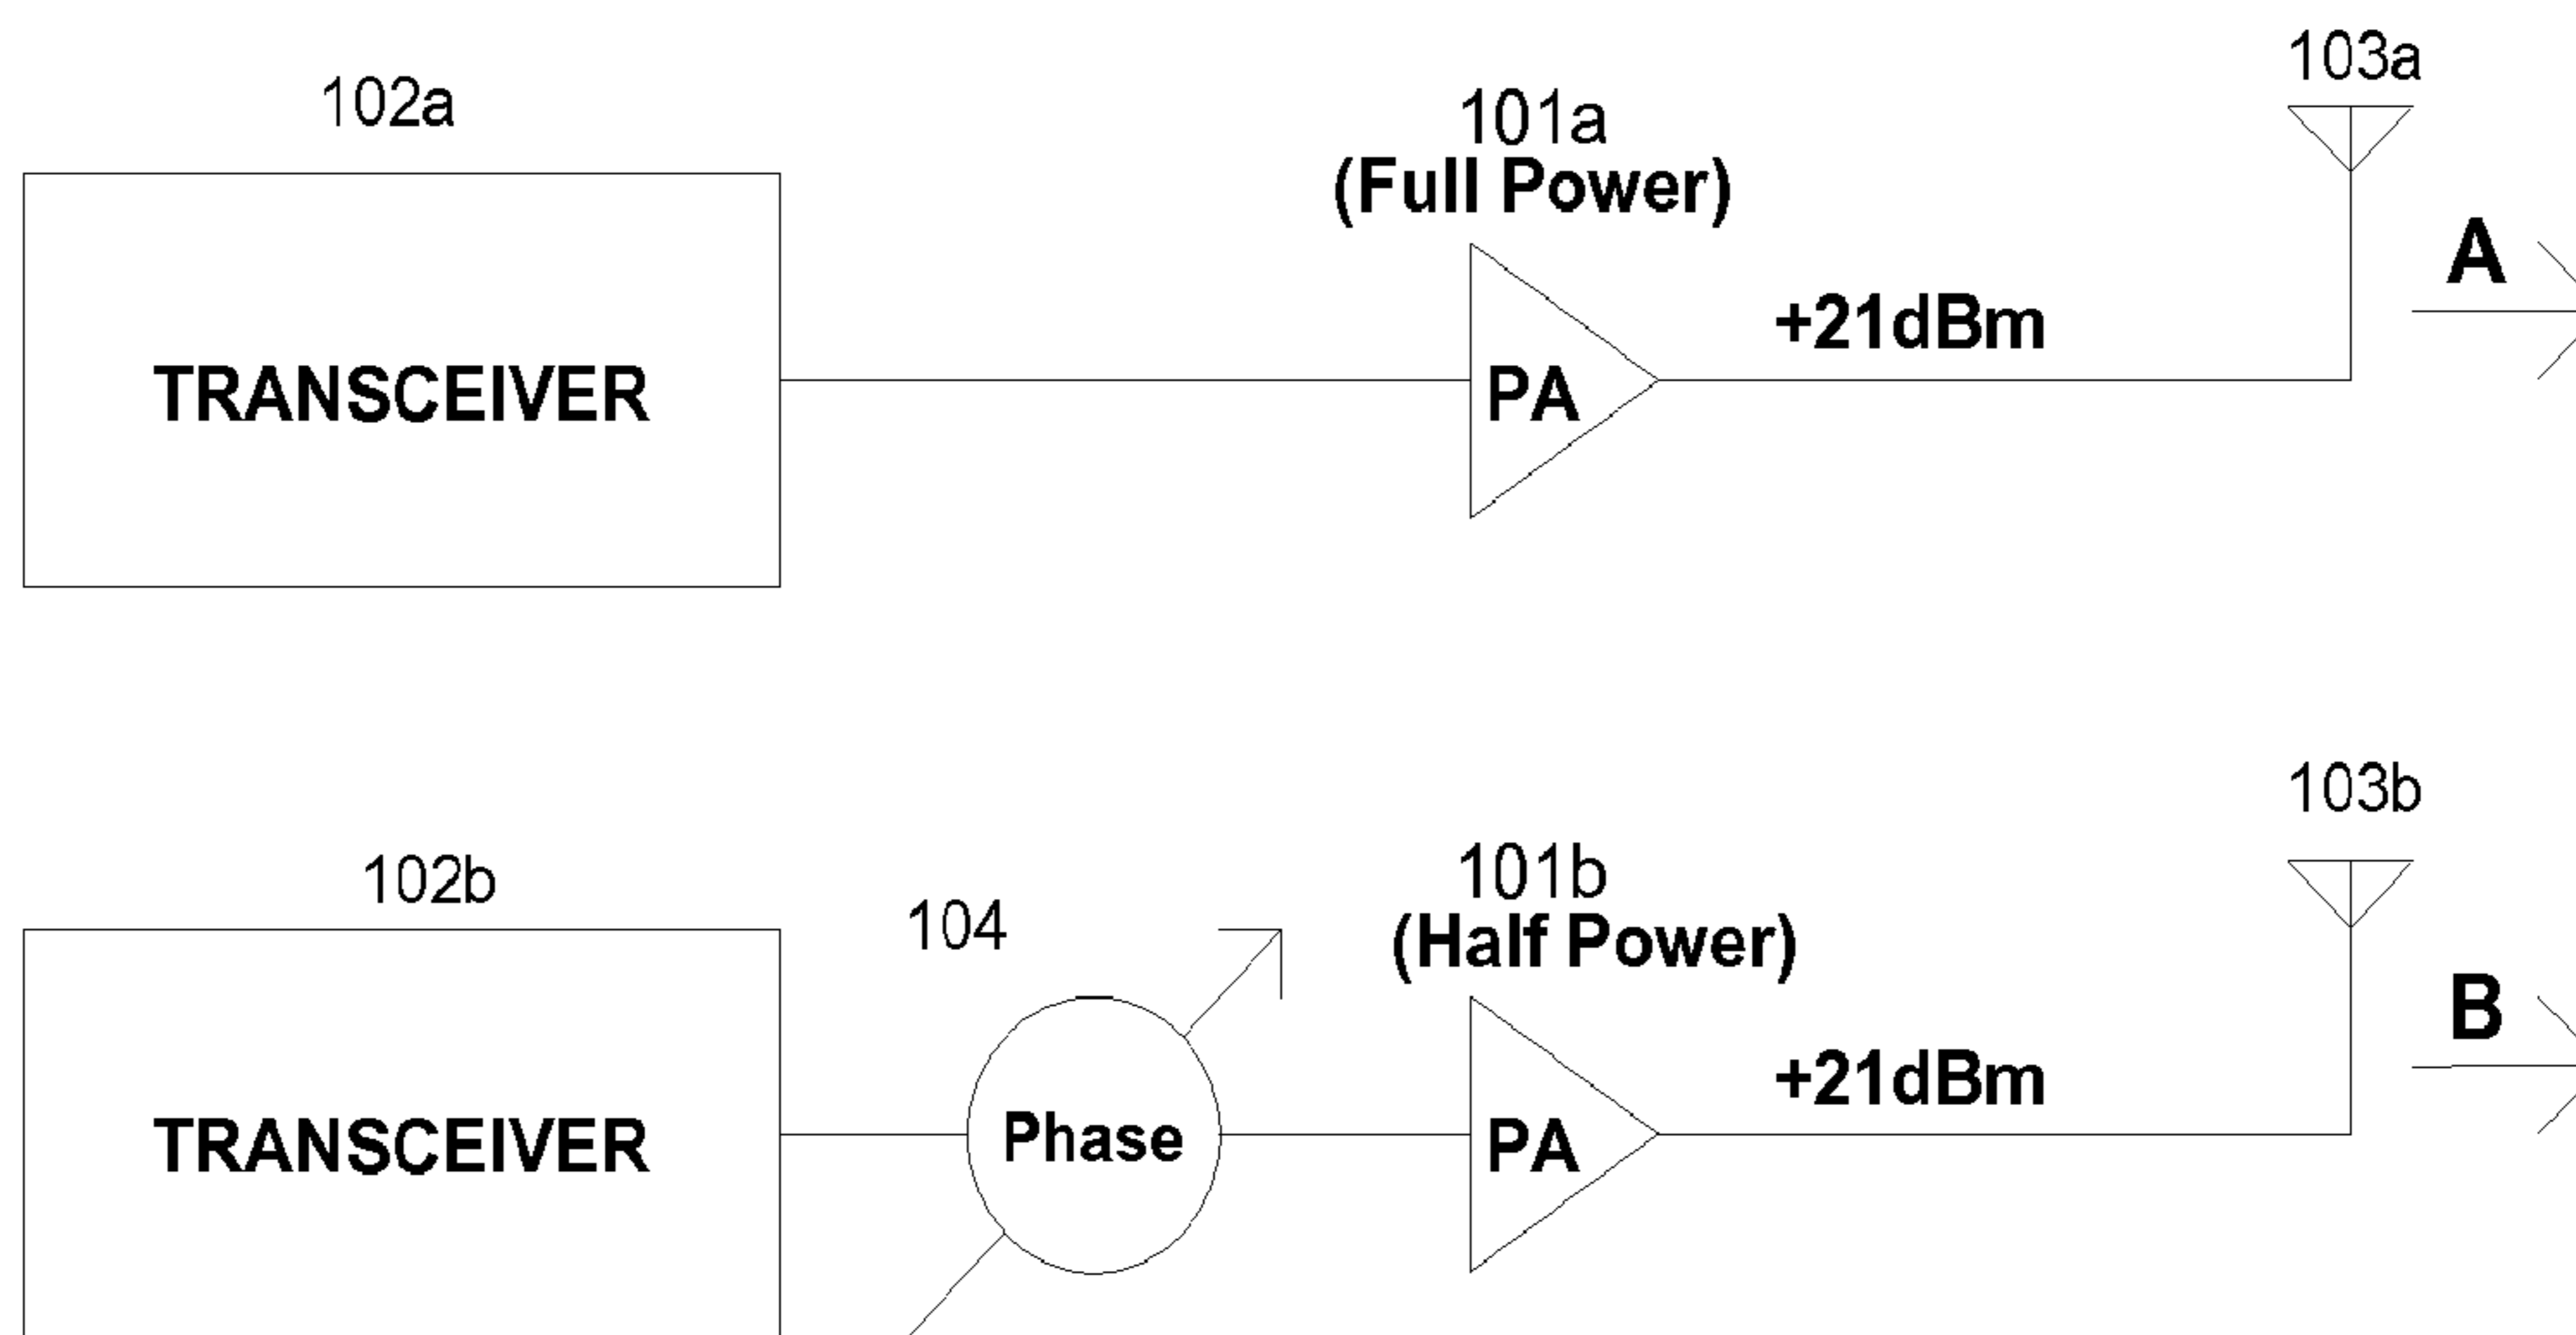 102a
101a
(Full Power)
103a
TRANSCEIVER
PA
+21dBm
A
102b
104
101b
(Half Power)
103b
TRANSCEIVER
Phase
PA
+21dBm
B